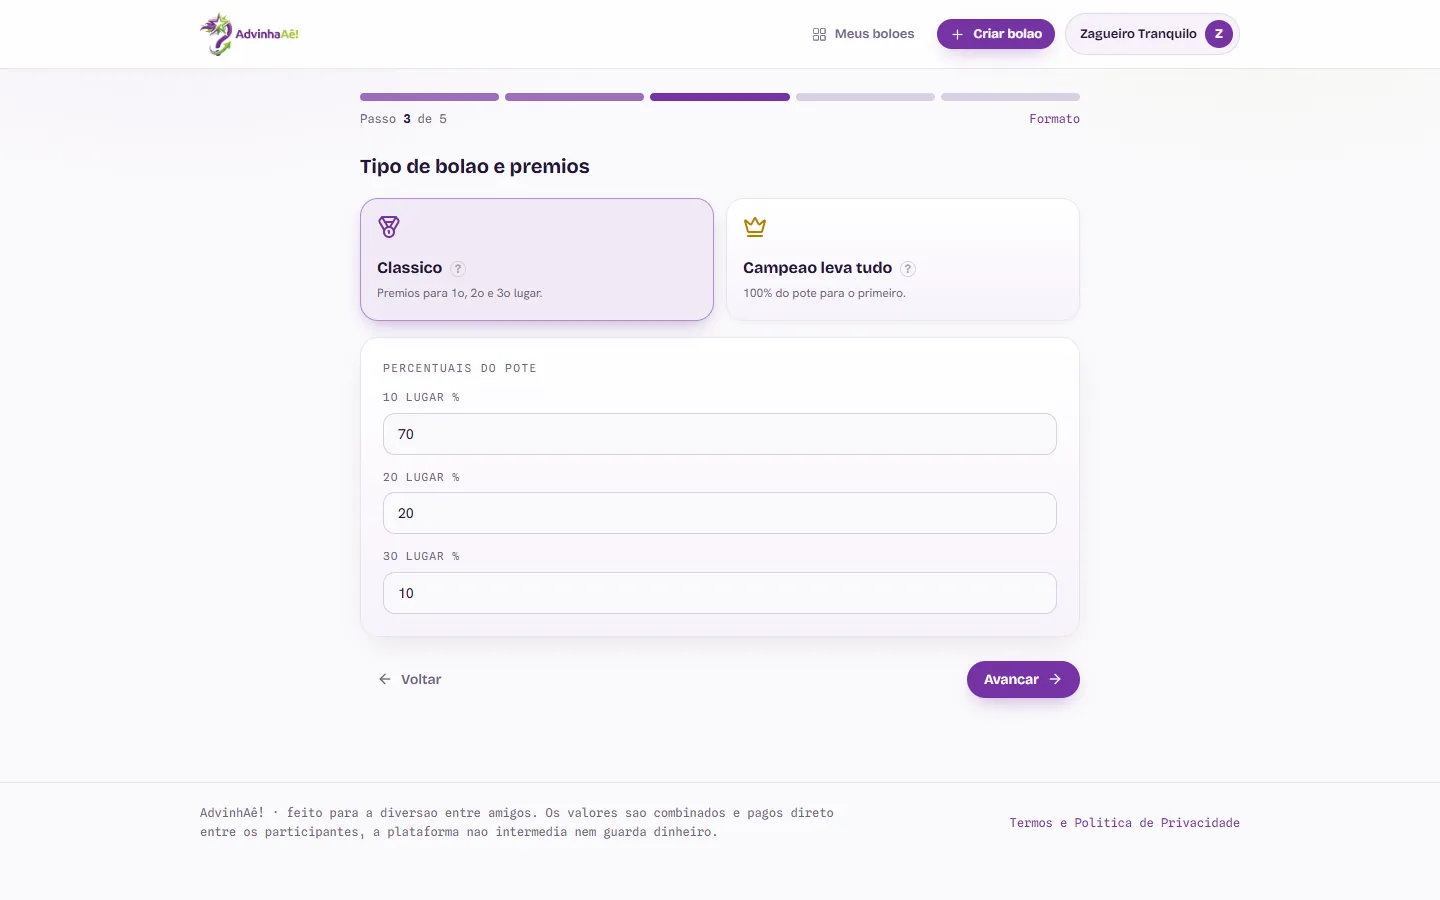 AdvinhaAê!
Meus boloes
Criar bolao
Zagueiro Tranquilo
Z
Passo 3 de 5
Formato
Tipo de bolao e premios
Classico ?
Premios para 1o, 2o e 3o lugar.
Campeao leva tudo ?
100% do pote para o primeiro.
PERCENTUAIS DO POTE
1O LUGAR %
70
2O LUGAR %
20
3O LUGAR %
10
Voltar
Avancar
AdvinhAê! · feito para a diversao entre amigos. Os valores sao combinados e pagos direto
entre os participantes, a plataforma nao intermedia nem guarda dinheiro.
Termos e Politica de Privacidade